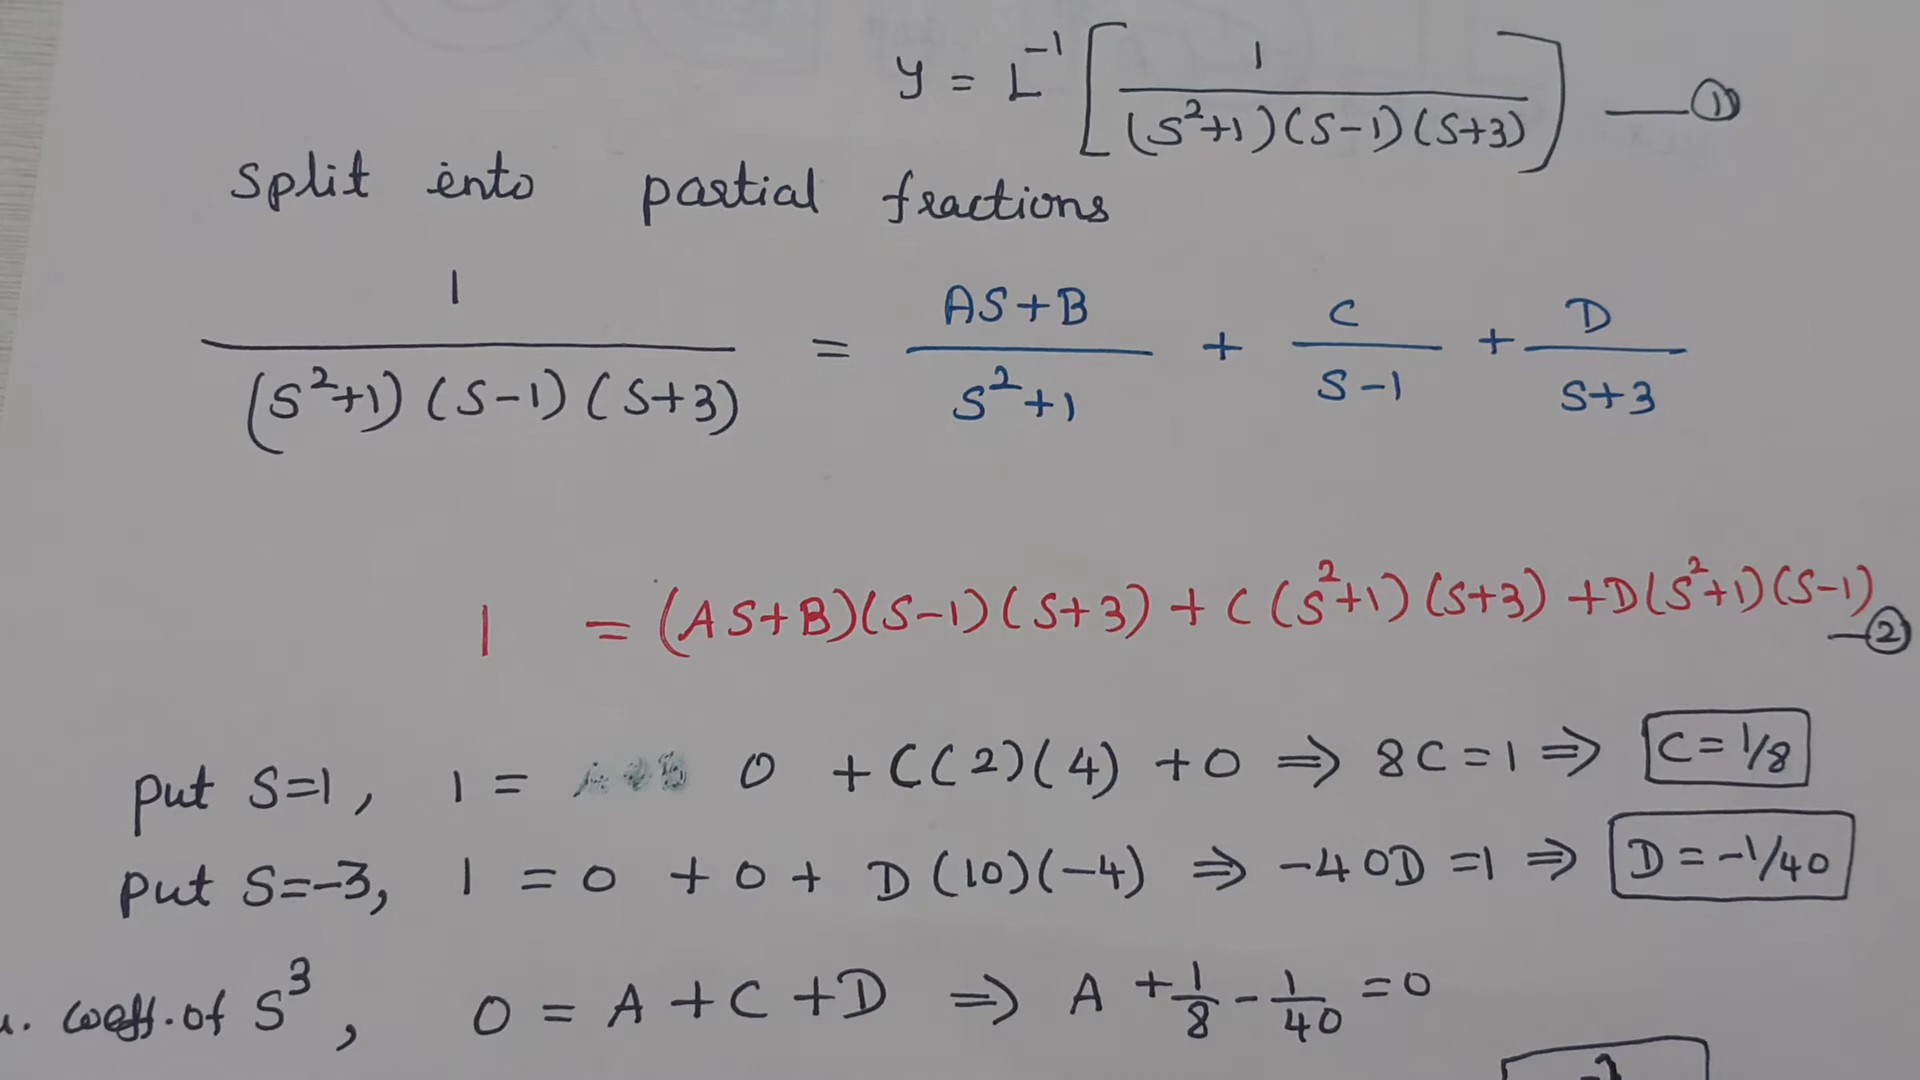 y = L⁻¹ [ 1 / (S²+1)(S-1)(S+3) ] —①
split into partial fractions
1 / (S²+1)(S-1)(S+3) = AS+B / S²+1 + C / S-1 + D / S+3
1 = (AS+B)(S-1)(S+3) + C(S²+1)(S+3) + D(S²+1)(S-1) —②
put S=1, 1 = 0 + C(2)(4) + 0 ⇒ 8C=1 ⇒ C=1/8
put S=-3, 1 = 0 + 0 + D(10)(-4) ⇒ -40D=1 ⇒ D=-1/40
coeff. of S³, 0 = A + C + D ⇒ A + 1/8 - 1/40 = 0